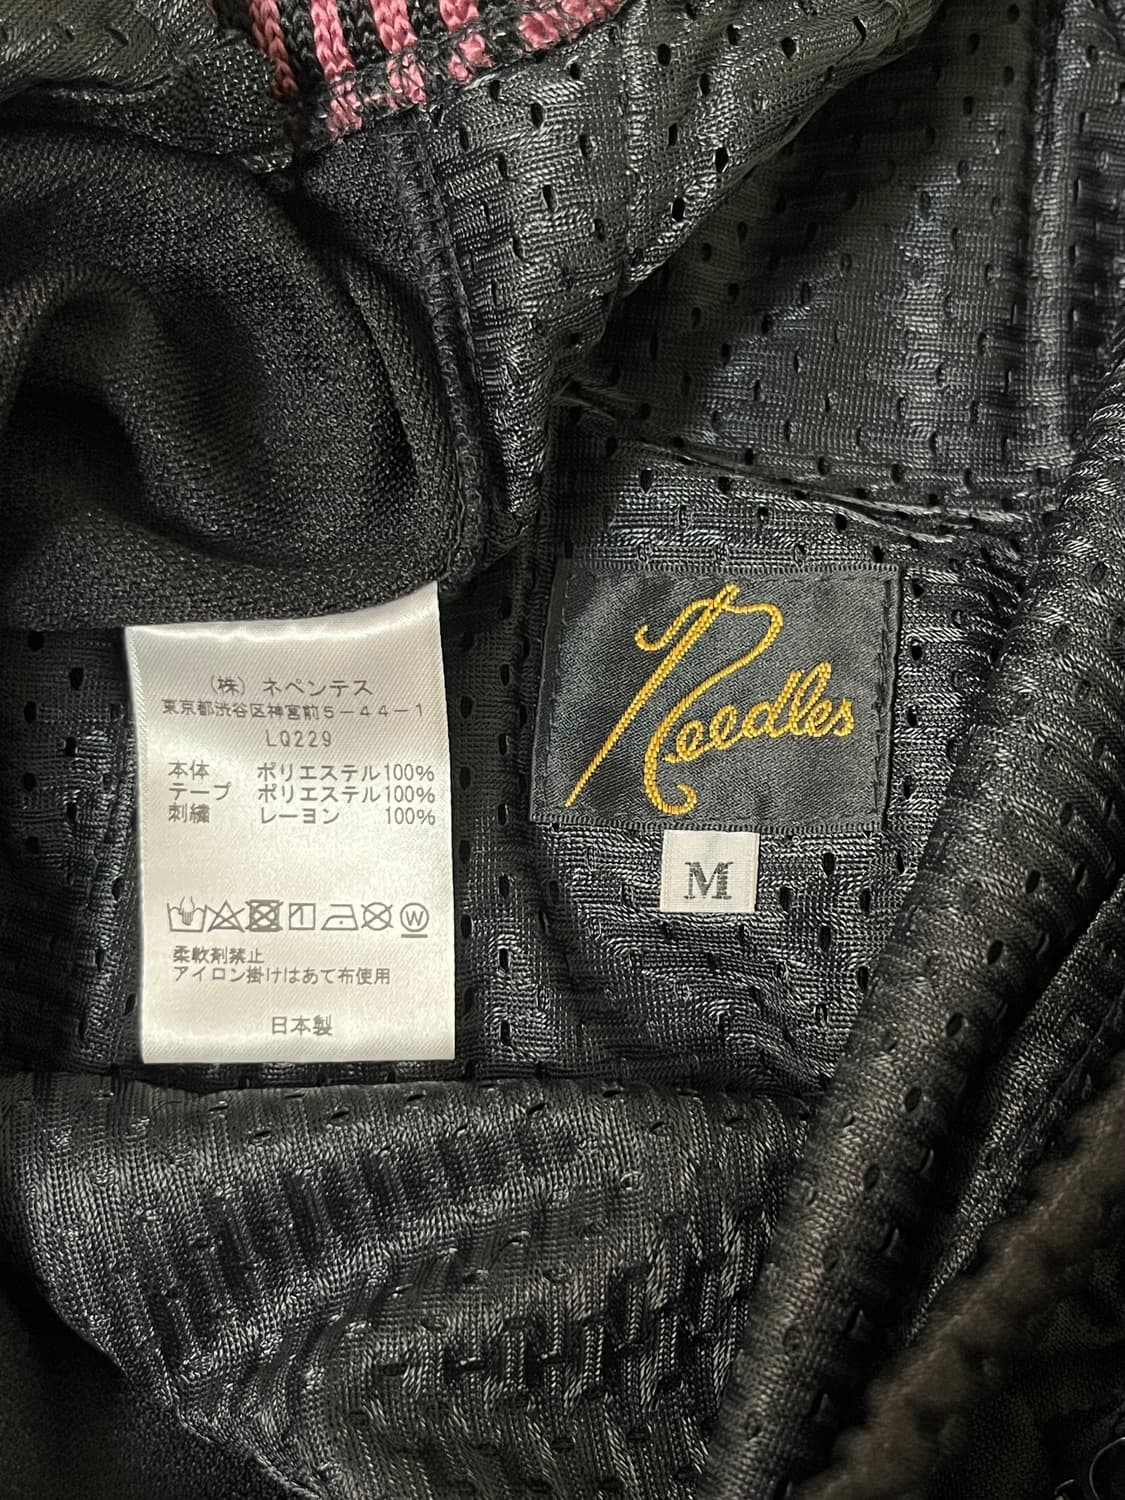 (株) ネペンテス
東京都渋谷区神宮前5-44-1
LQ229
本体 ポリエステル100%
テープ ポリエステル100%
刺繍 レーヨン 100%
W
柔軟剤禁止
アイロン掛けはあて布使用
日本製
Needles
M